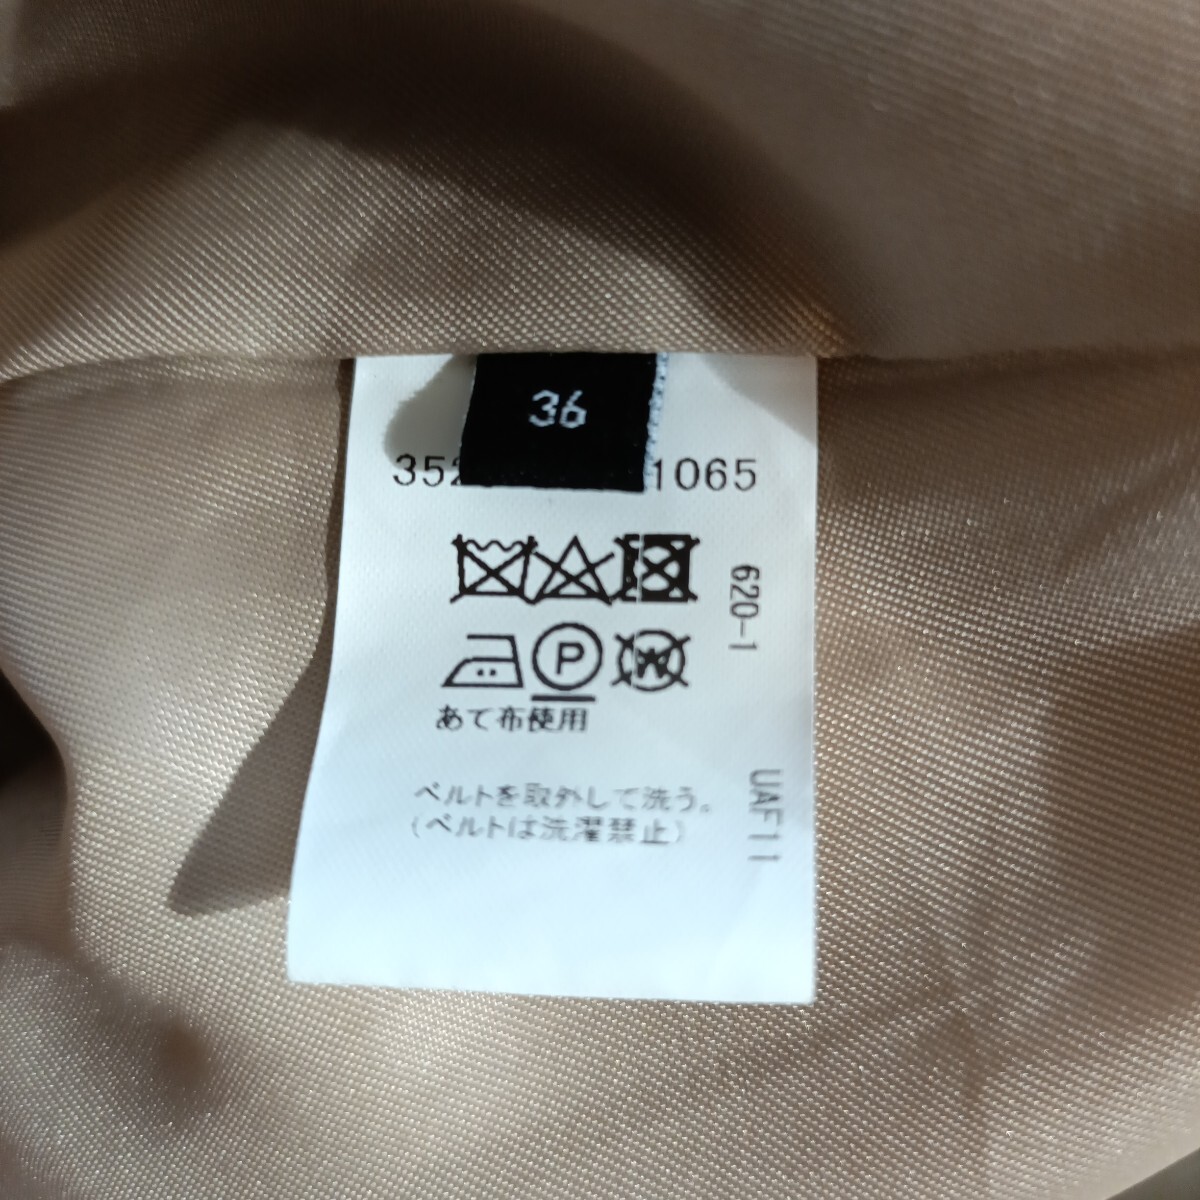 36
352 1065
620-1
P
W
あて布使用
ベルトを取外して洗う。
(ベルトは洗濯禁止)
UAF11